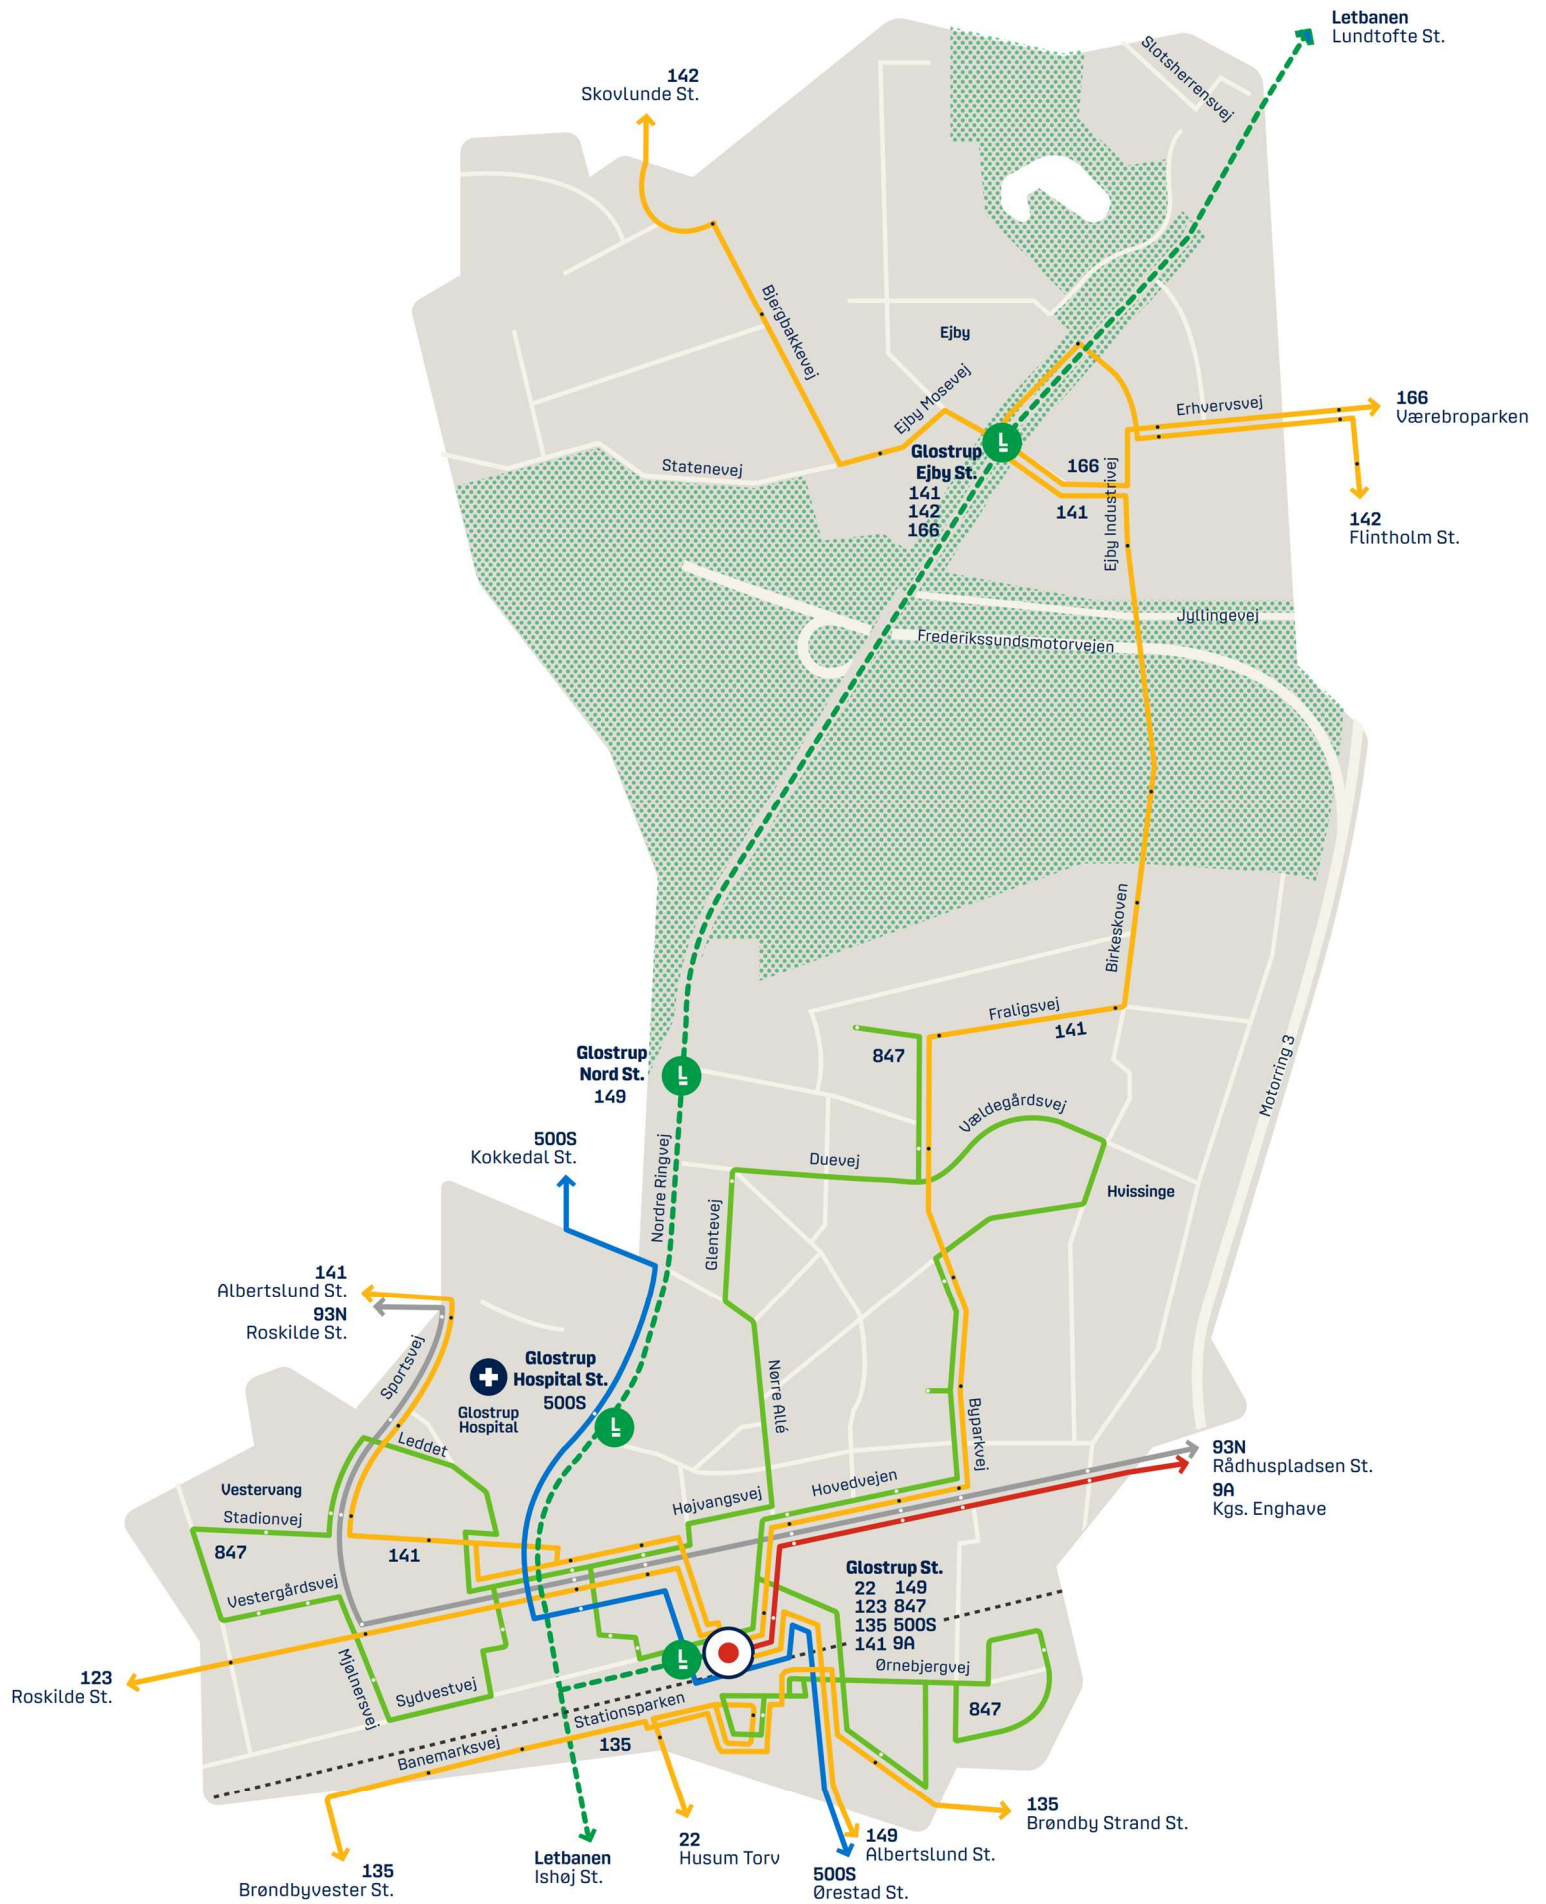 Letbanen
Lundtofte St.
Slotsherrensvej
142
Skovlunde St.
Bjergbakkevej
Ejby
Ejby Mosevej
Erhvervsvej
166
Værebroparken
Statenevej
Glostrup
Ejby St.
141
142
166
166
141
Ejby Industrivej
142
Flintholm St.
Jyllingevej
Frederikssundsmotorvejen
Birkeskoven
Fraligsvej
141
847
Motorring 3
Glostrup
Nord St.
149
Vældegårdsvej
500S
Kokkedal St.
Nordre Ringvej
Duevej
Glentevej
Hvissinge
141
Albertslund St.
93N
Roskilde St.
Sportsvej
Glostrup
Hospital St.
500S
Glostrup
Hospital
Leddet
Nørre Allé
Byparkvej
93N
Rådhuspladsen St.
9A
Kgs. Enghave
Vestervang
Stadionvej
847
141
Højvangsvej
Hovedvejen
Vestergårdsvej
Glostrup St.
22 149
123 847
135 500S
141 9A
Ørnebjergvej
847
123
Roskilde St.
Mjølnersvej
Sydvestvej
Stationsparken
Banemarksvej
135
135
Brøndbyvester St.
Letbanen
Ishøj St.
22
Husum Torv
149
Albertslund St.
500S
Ørestad St.
135
Brøndby Strand St.